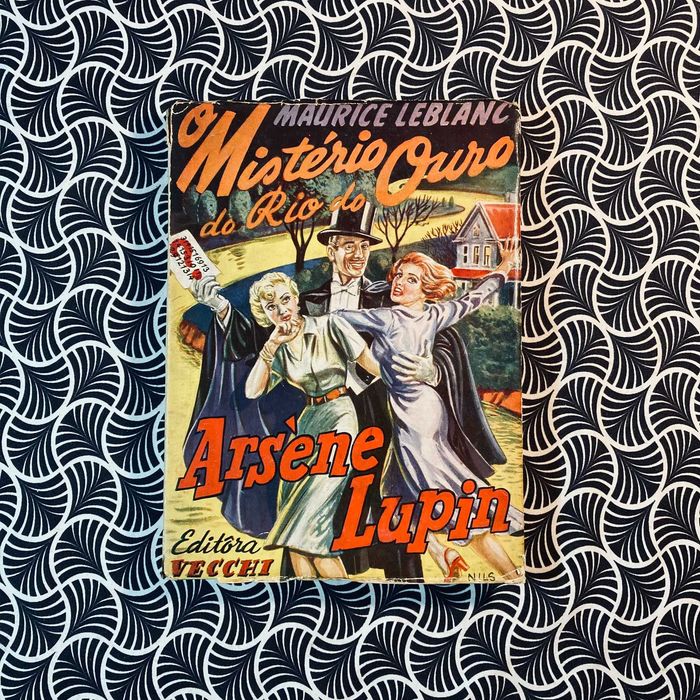 MAURICE LEBLANC
O Mistério
do Rio do Ouro
Arsène
Lupin
Editôra
VECCHI
NILS